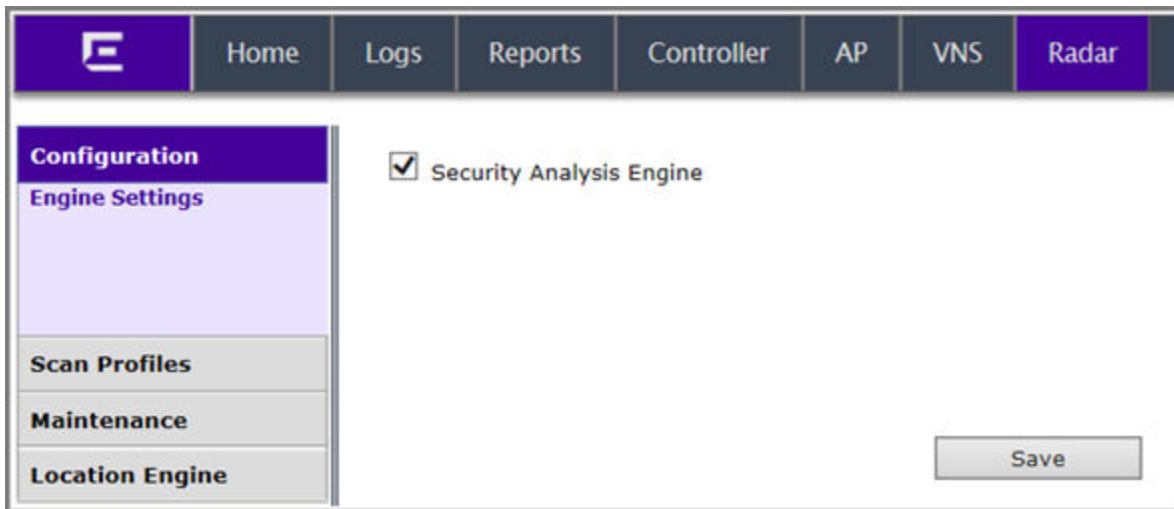 E Home Logs Reports Controller AP VNS Radar
Configuration
Security Analysis Engine
Engine Settings
Scan Profiles
Maintenance
Save
Location Engine